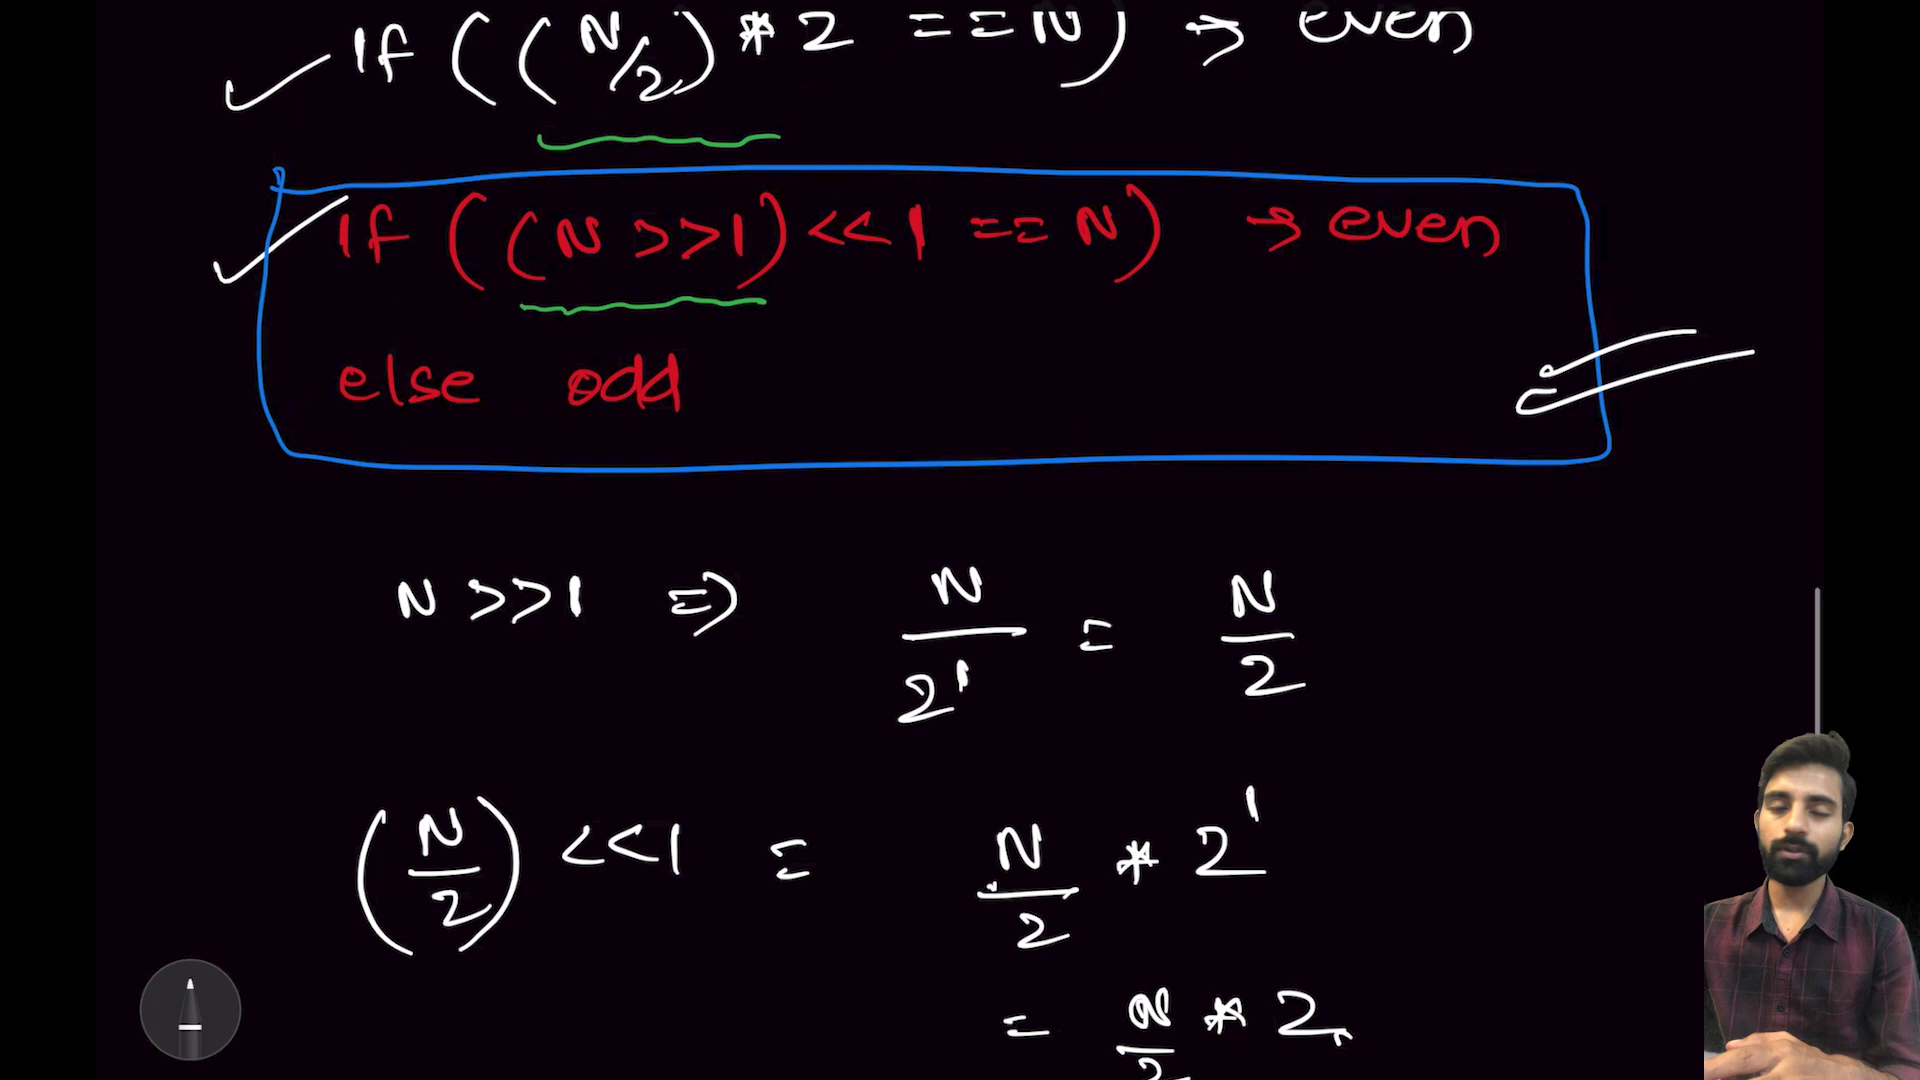 If ((N/2) * 2 == N) → even
If ((N >> 1) << 1 == N) → even
else odd
N >> 1 ⇒ N/2¹ = N/2
(N/2) << 1 = N/2 * 2¹
= N/2 * 2